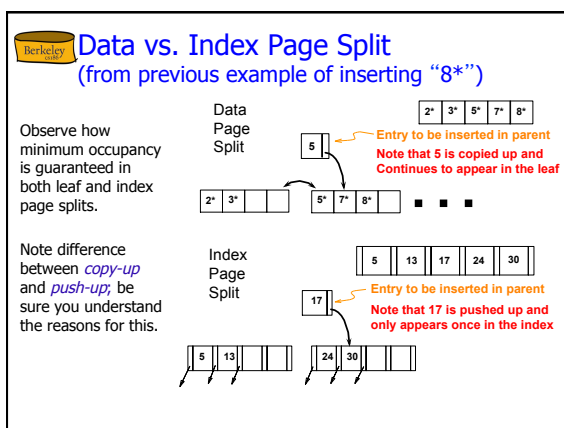 Berkeley
cs186
Data vs. Index Page Split
(from previous example of inserting “8*”)
Observe how
minimum occupancy
is guaranteed in
both leaf and index
page splits.
Note difference
between copy-up
and push-up; be
sure you understand
the reasons for this.
Data
Page
Split
2* 3* 5* 7* 8*
5
Entry to be inserted in parent
Note that 5 is copied up and
Continues to appear in the leaf
2* 3*
5* 7* 8*
Index
Page
Split
5 13 17 24 30
17
Entry to be inserted in parent
Note that 17 is pushed up and
only appears once in the index
5 13
24 30